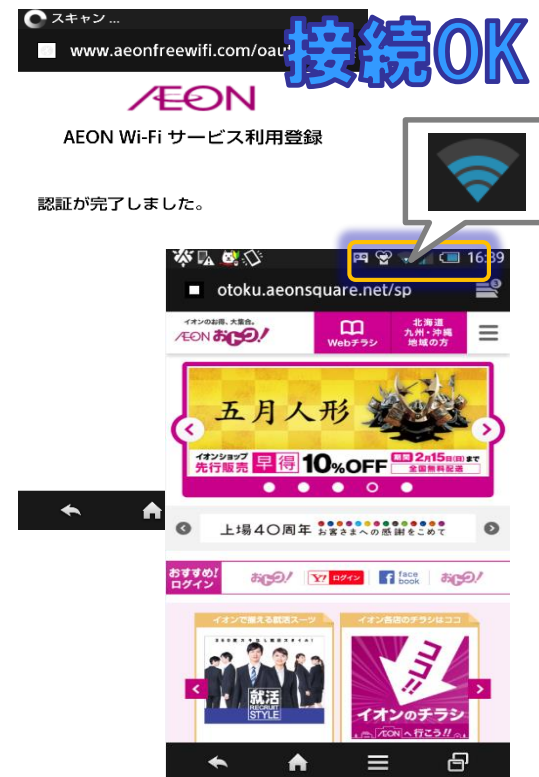 スキャン ...
接続OK
www.aeonfreewifi.com/oau
ÆON
AEON Wi-Fi サービス利用登録
認証が完了しました。
16:39
otoku.aeonsquare.net/sp
3
イオンのお得、大集合。
ÆON おトク!
Webチラシ
北海道
九州・沖縄
地域の方
五月人形
イオンショップ
先行販売
早得
10%OFF
期間 2月15日(日)まで
全国無料配送
上場40周年
お客さまへの感謝をこめて
おすすめ!
ログイン
おトク!
Y! ログイン
f facebook
おトク!
イオンで揃える就活スーツ
イオン各店のチラシはココ
就活
RECRUIT
STYLE
ココ!!
イオンのチラシ
ÆON へ行こう!!